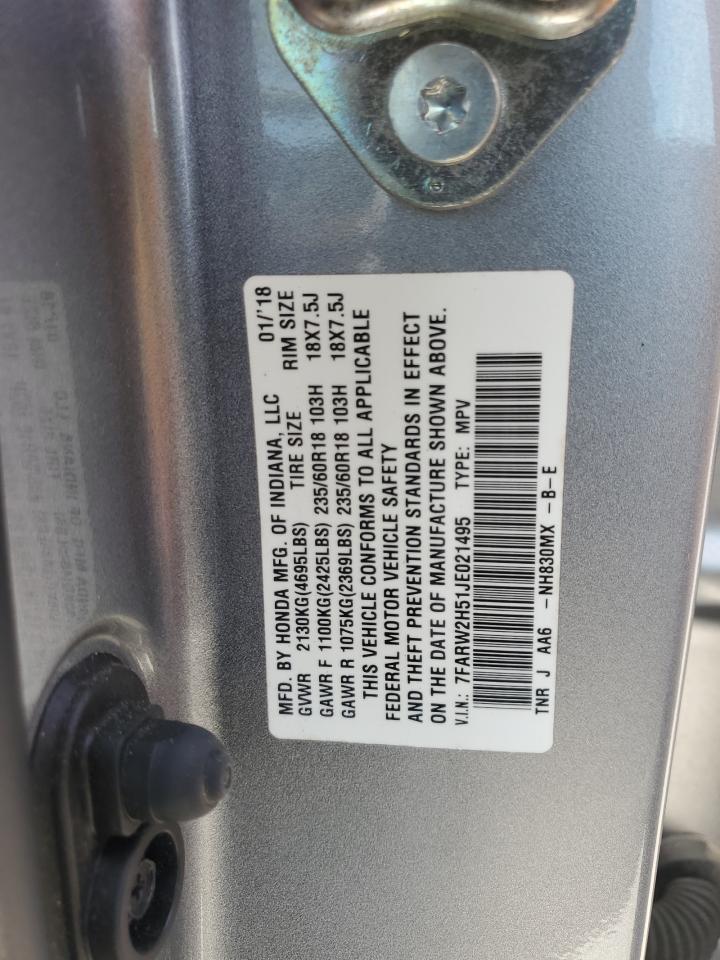 MFD. BY HONDA MFG. OF INDIANA, LLC 01/'18
GVWR 2130KG(4695LBS) TIRE SIZE RIM SIZE
GAWR F 1100KG(2425LBS) 235/60R18 103H 18X7.5J
GAWR R 1075KG(2369LBS) 235/60R18 103H 18X7.5J
THIS VEHICLE CONFORMS TO ALL APPLICABLE
FEDERAL MOTOR VEHICLE SAFETY
AND THEFT PREVENTION STANDARDS IN EFFECT
ON THE DATE OF MANUFACTURE SHOWN ABOVE.
V.I.N.: 7FARW2H51JE021495 TYPE: MPV
TNR J AA6 -NH830MX -B-E